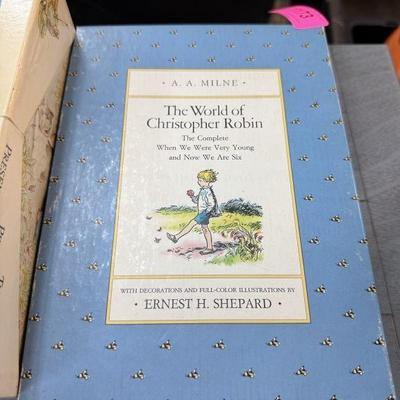 · A. A. MILNE ·
The World of
Christopher Robin
The Complete
When We Were Very Young
and Now We Are Six
WITH DECORATIONS AND FULL-COLOR ILLUSTRATIONS BY
· ERNEST H. SHEPARD ·